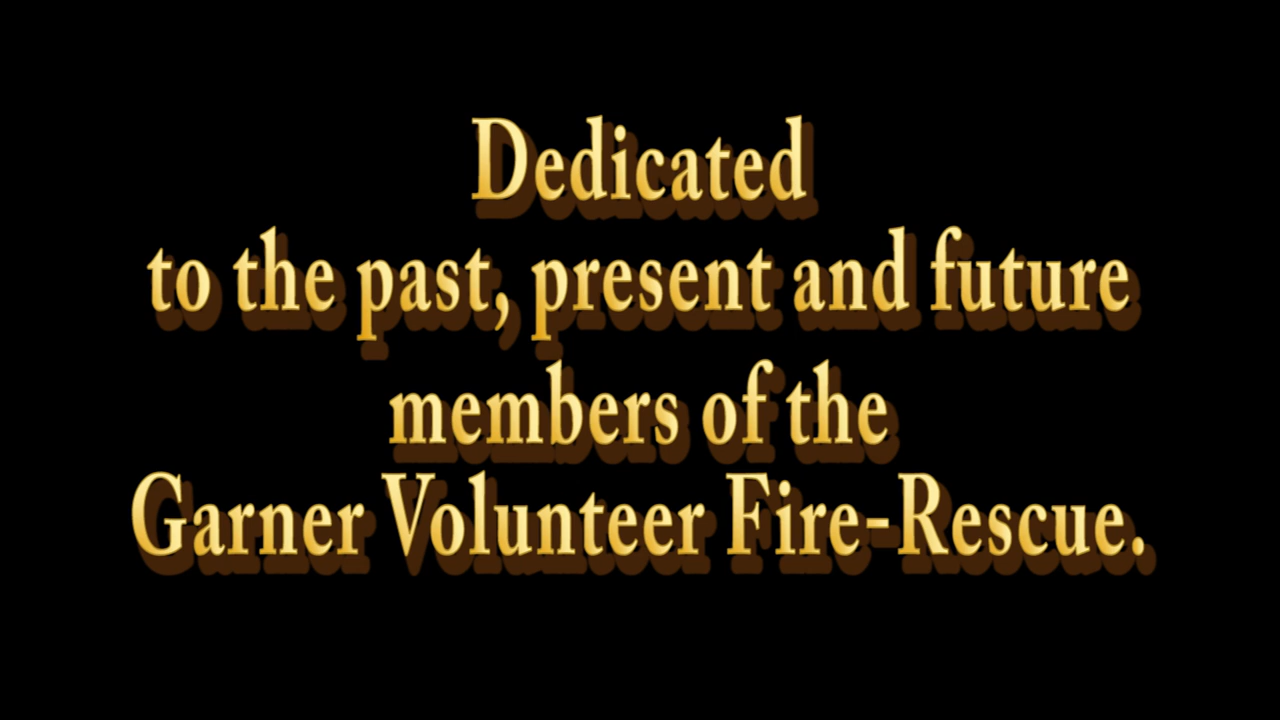 Dedicated
to the past, present and future
members of the
Garner Volunteer Fire-Rescue.